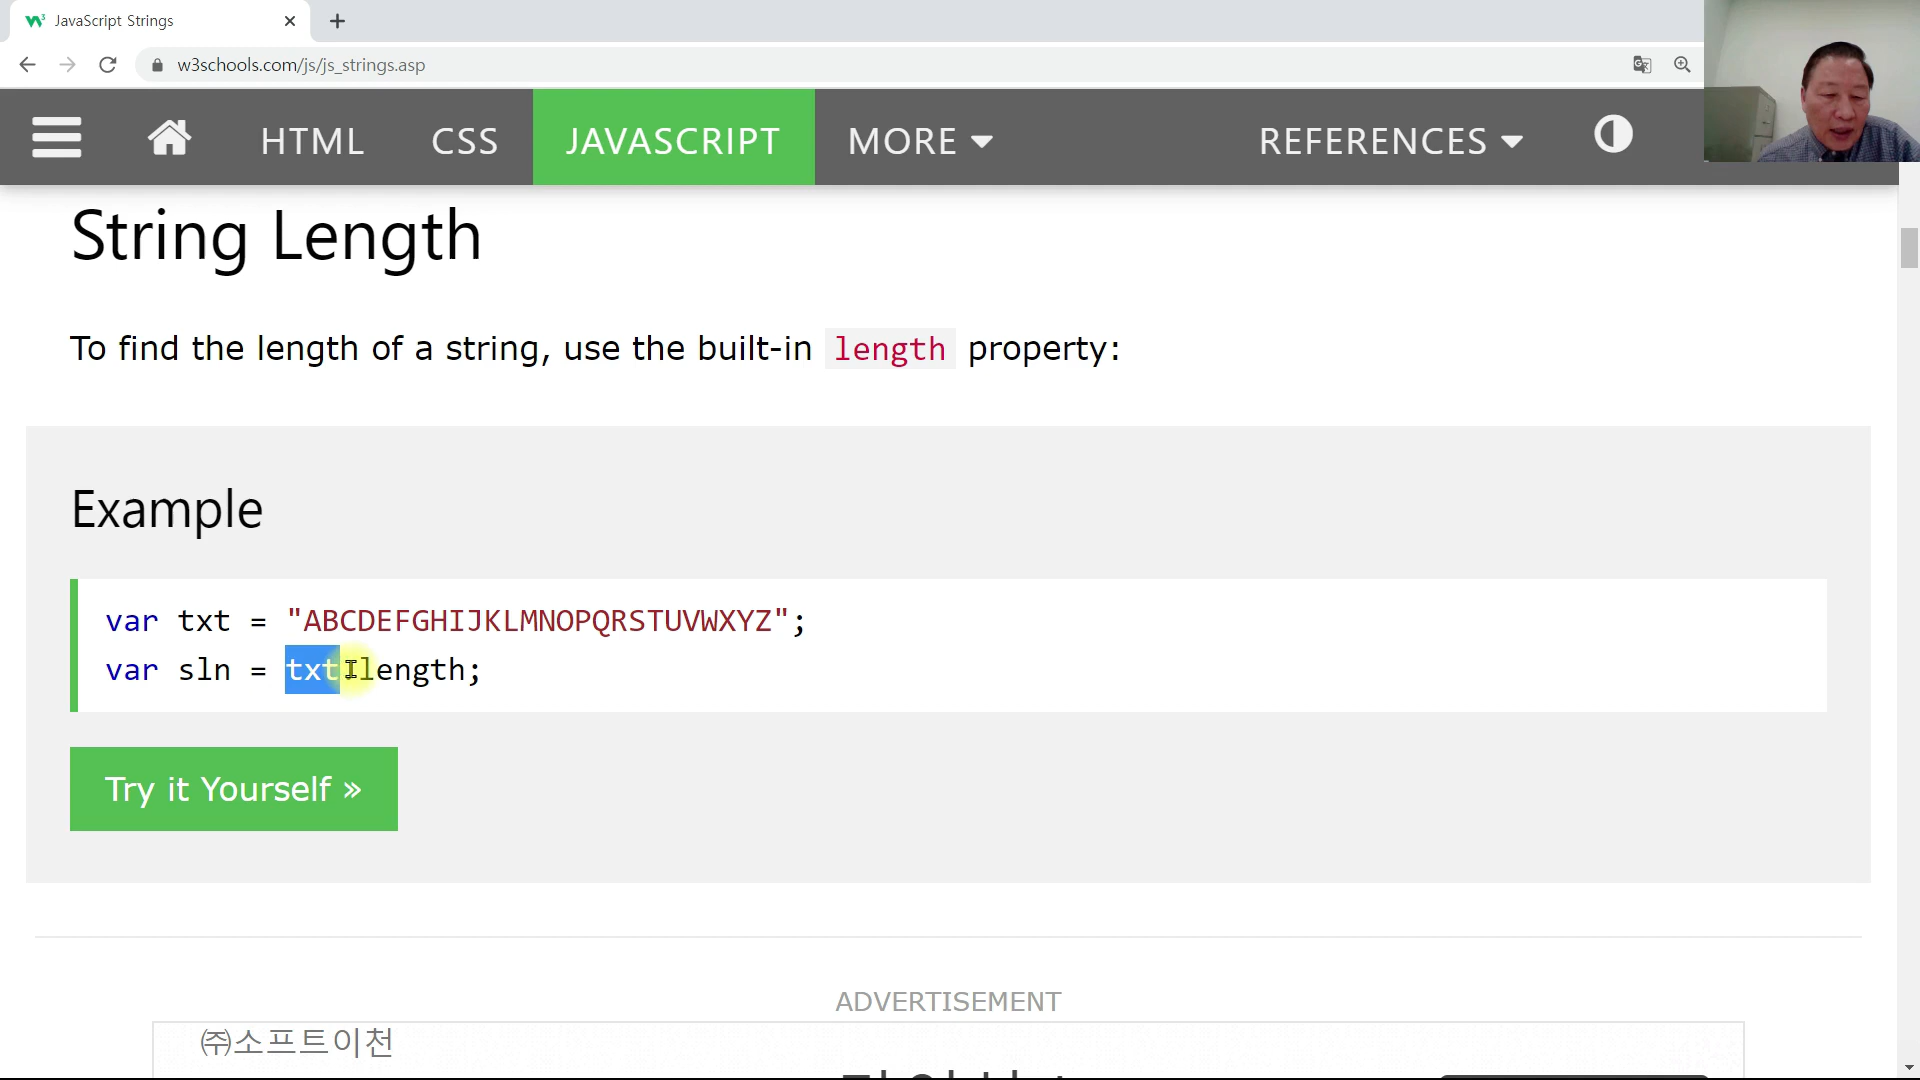 JavaScript Strings
w3schools.com/js/js_strings.asp
HTML CSS JAVASCRIPT MORE REFERENCES
String Length
To find the length of a string, use the built-in length property:
Example
var txt = "ABCDEFGHIJKLMNOPQRSTUVWXYZ";
var sln = txt.length;
Try it Yourself »
ADVERTISEMENT
㈜소프트이천